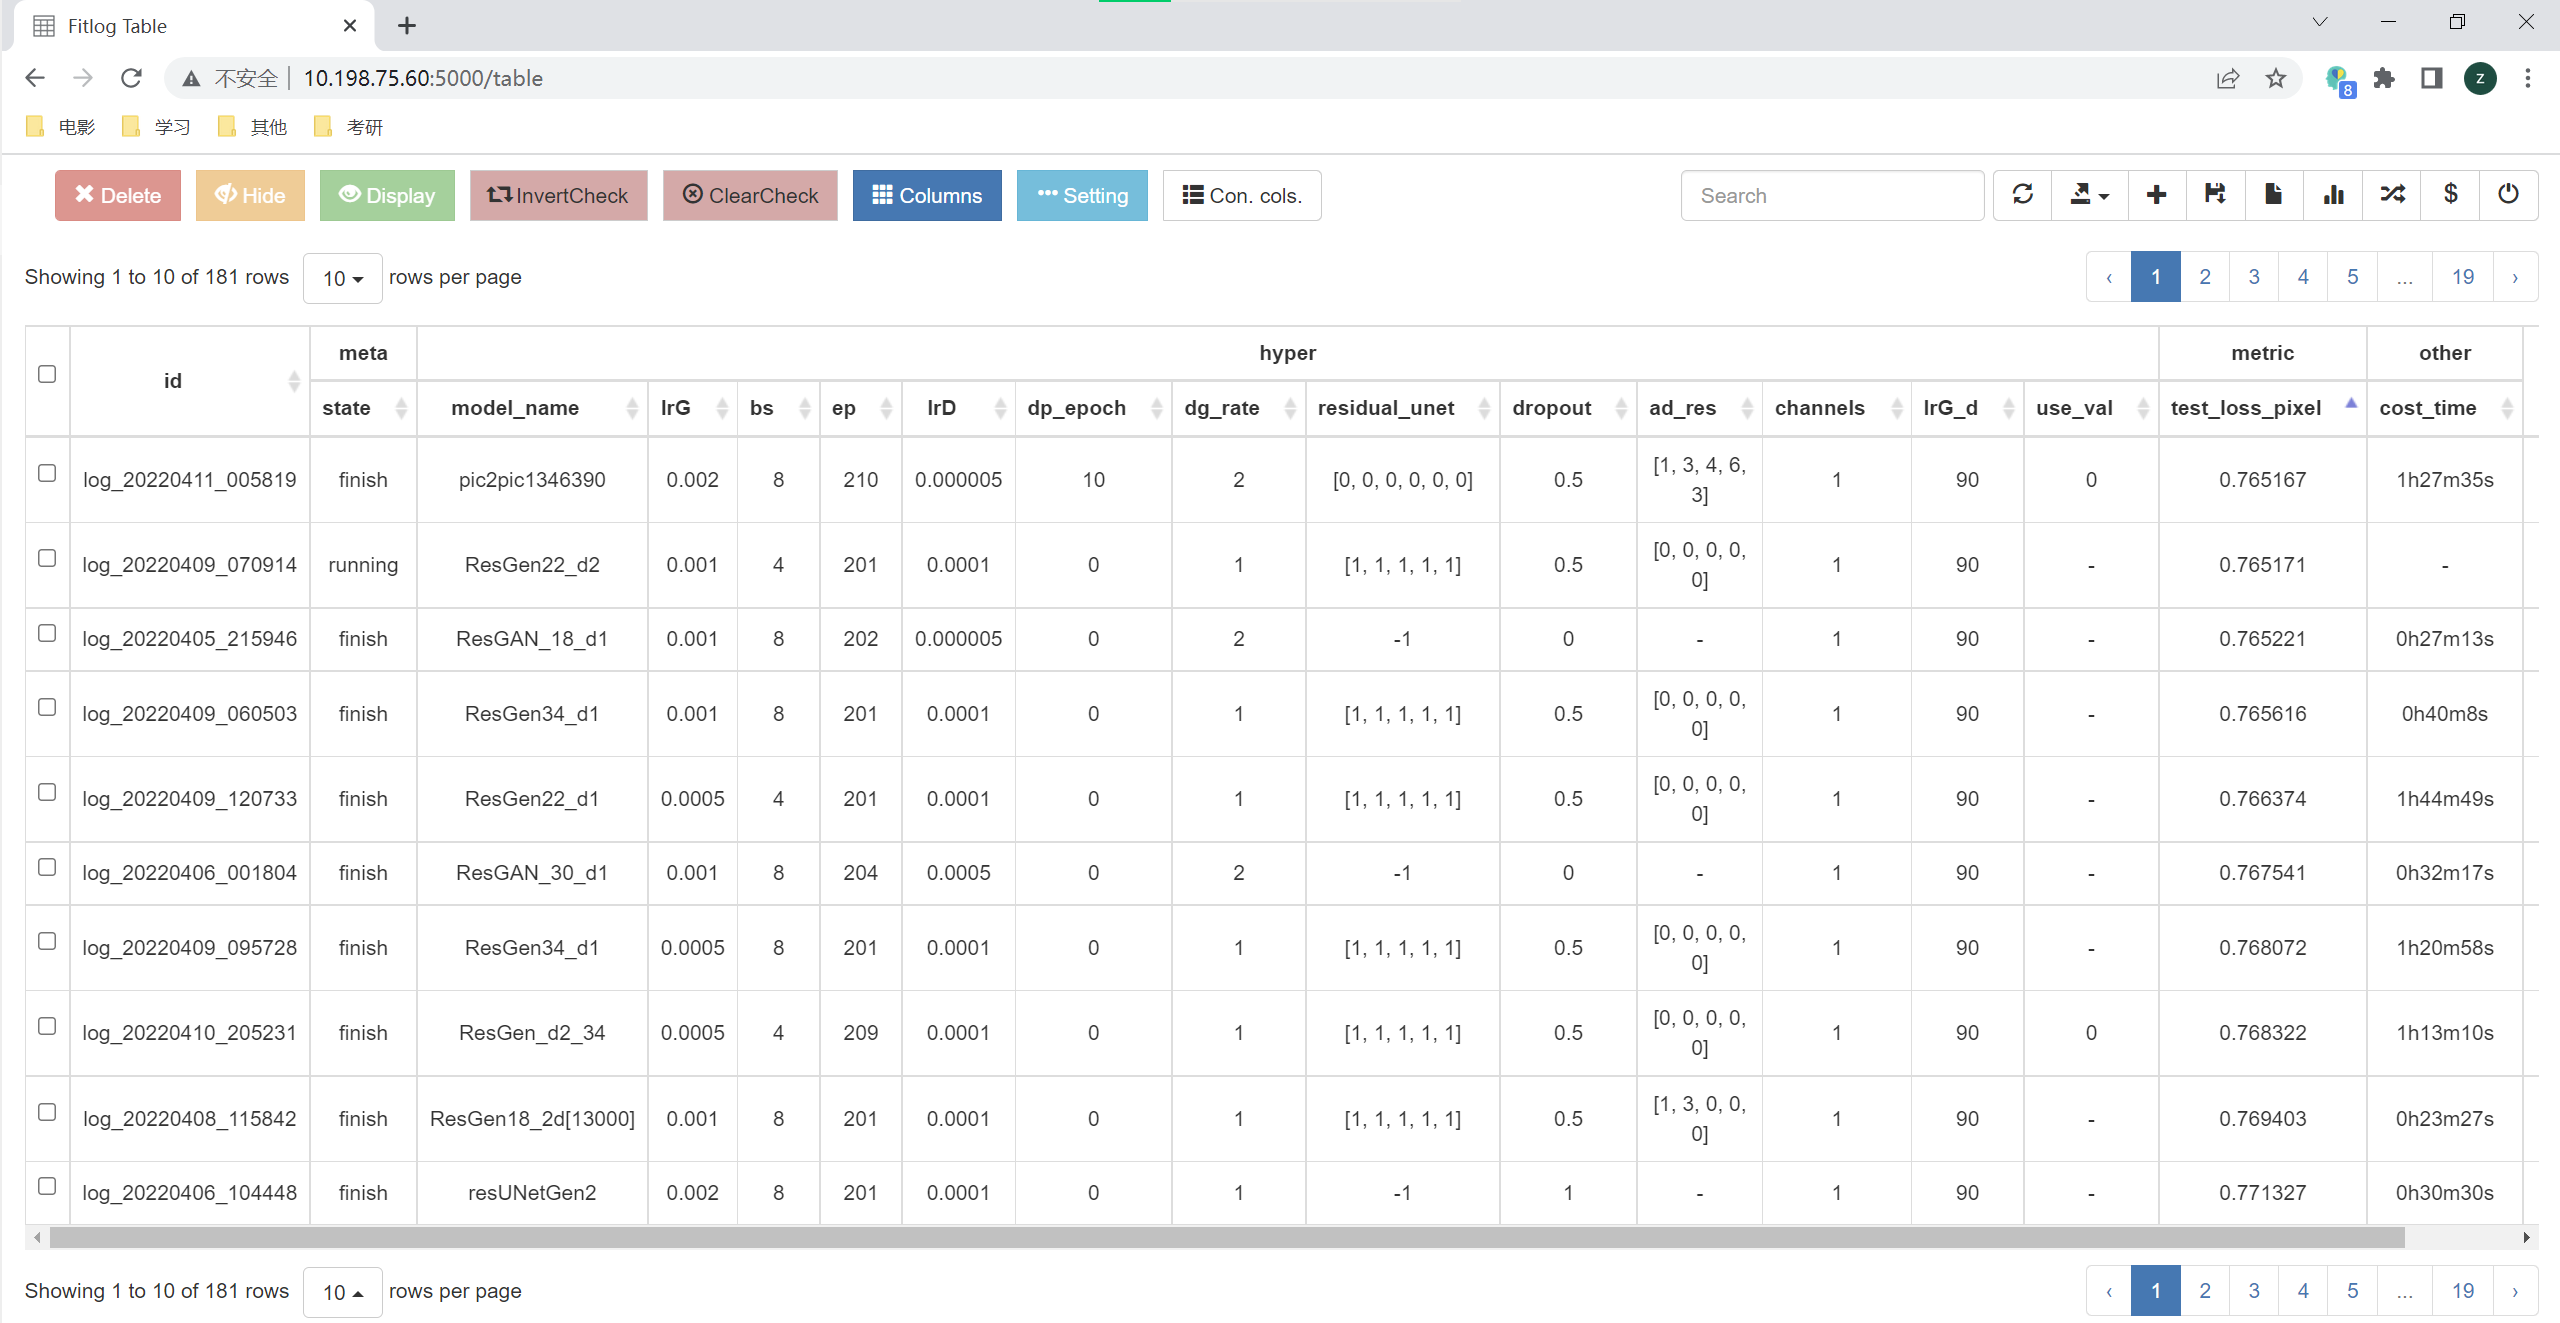 Fitlog Table
不安全 10.198.75.60:5000/table
8
z
电影 学习 其他 考研
Delete Hide Display InvertCheck ClearCheck Columns Setting Con. cols. Search $
Showing 1 to 10 of 181 rows 10 rows per page ‹ 1 2 3 4 5 ... 19 ›
meta hyper metric other
id
state model_name lrG bs ep lrD dp_epoch dg_rate residual_unet dropout ad_res channels lrG_d use_val test_loss_pixel cost_time
log_20220411_005819 finish pic2pic1346390 0.002 8 210 0.000005 10 2 [0, 0, 0, 0, 0, 0] 0.5 [1, 3, 4, 6, 3] 1 90 0 0.765167 1h27m35s
log_20220409_070914 running ResGen22_d2 0.001 4 201 0.0001 0 1 [1, 1, 1, 1, 1] 0.5 [0, 0, 0, 0, 0] 1 90 - 0.765171 -
log_20220405_215946 finish ResGAN_18_d1 0.001 8 202 0.000005 0 2 -1 0 - 1 90 - 0.765221 0h27m13s
log_20220409_060503 finish ResGen34_d1 0.001 8 201 0.0001 0 1 [1, 1, 1, 1, 1] 0.5 [0, 0, 0, 0, 0] 1 90 - 0.765616 0h40m8s
log_20220409_120733 finish ResGen22_d1 0.0005 4 201 0.0001 0 1 [1, 1, 1, 1, 1] 0.5 [0, 0, 0, 0, 0] 1 90 - 0.766374 1h44m49s
log_20220406_001804 finish ResGAN_30_d1 0.001 8 204 0.0005 0 2 -1 0 - 1 90 - 0.767541 0h32m17s
log_20220409_095728 finish ResGen34_d1 0.0005 8 201 0.0001 0 1 [1, 1, 1, 1, 1] 0.5 [0, 0, 0, 0, 0] 1 90 - 0.768072 1h20m58s
log_20220410_205231 finish ResGen_d2_34 0.0005 4 209 0.0001 0 1 [1, 1, 1, 1, 1] 0.5 [0, 0, 0, 0, 0] 1 90 0 0.768322 1h13m10s
log_20220408_115842 finish ResGen18_2d[13000] 0.001 8 201 0.0001 0 1 [1, 1, 1, 1, 1] 0.5 [1, 3, 0, 0, 0] 1 90 - 0.769403 0h23m27s
log_20220406_104448 finish resUNetGen2 0.002 8 201 0.0001 0 1 -1 1 - 1 90 - 0.771327 0h30m30s
Showing 1 to 10 of 181 rows 10 rows per page ‹ 1 2 3 4 5 ... 19 ›